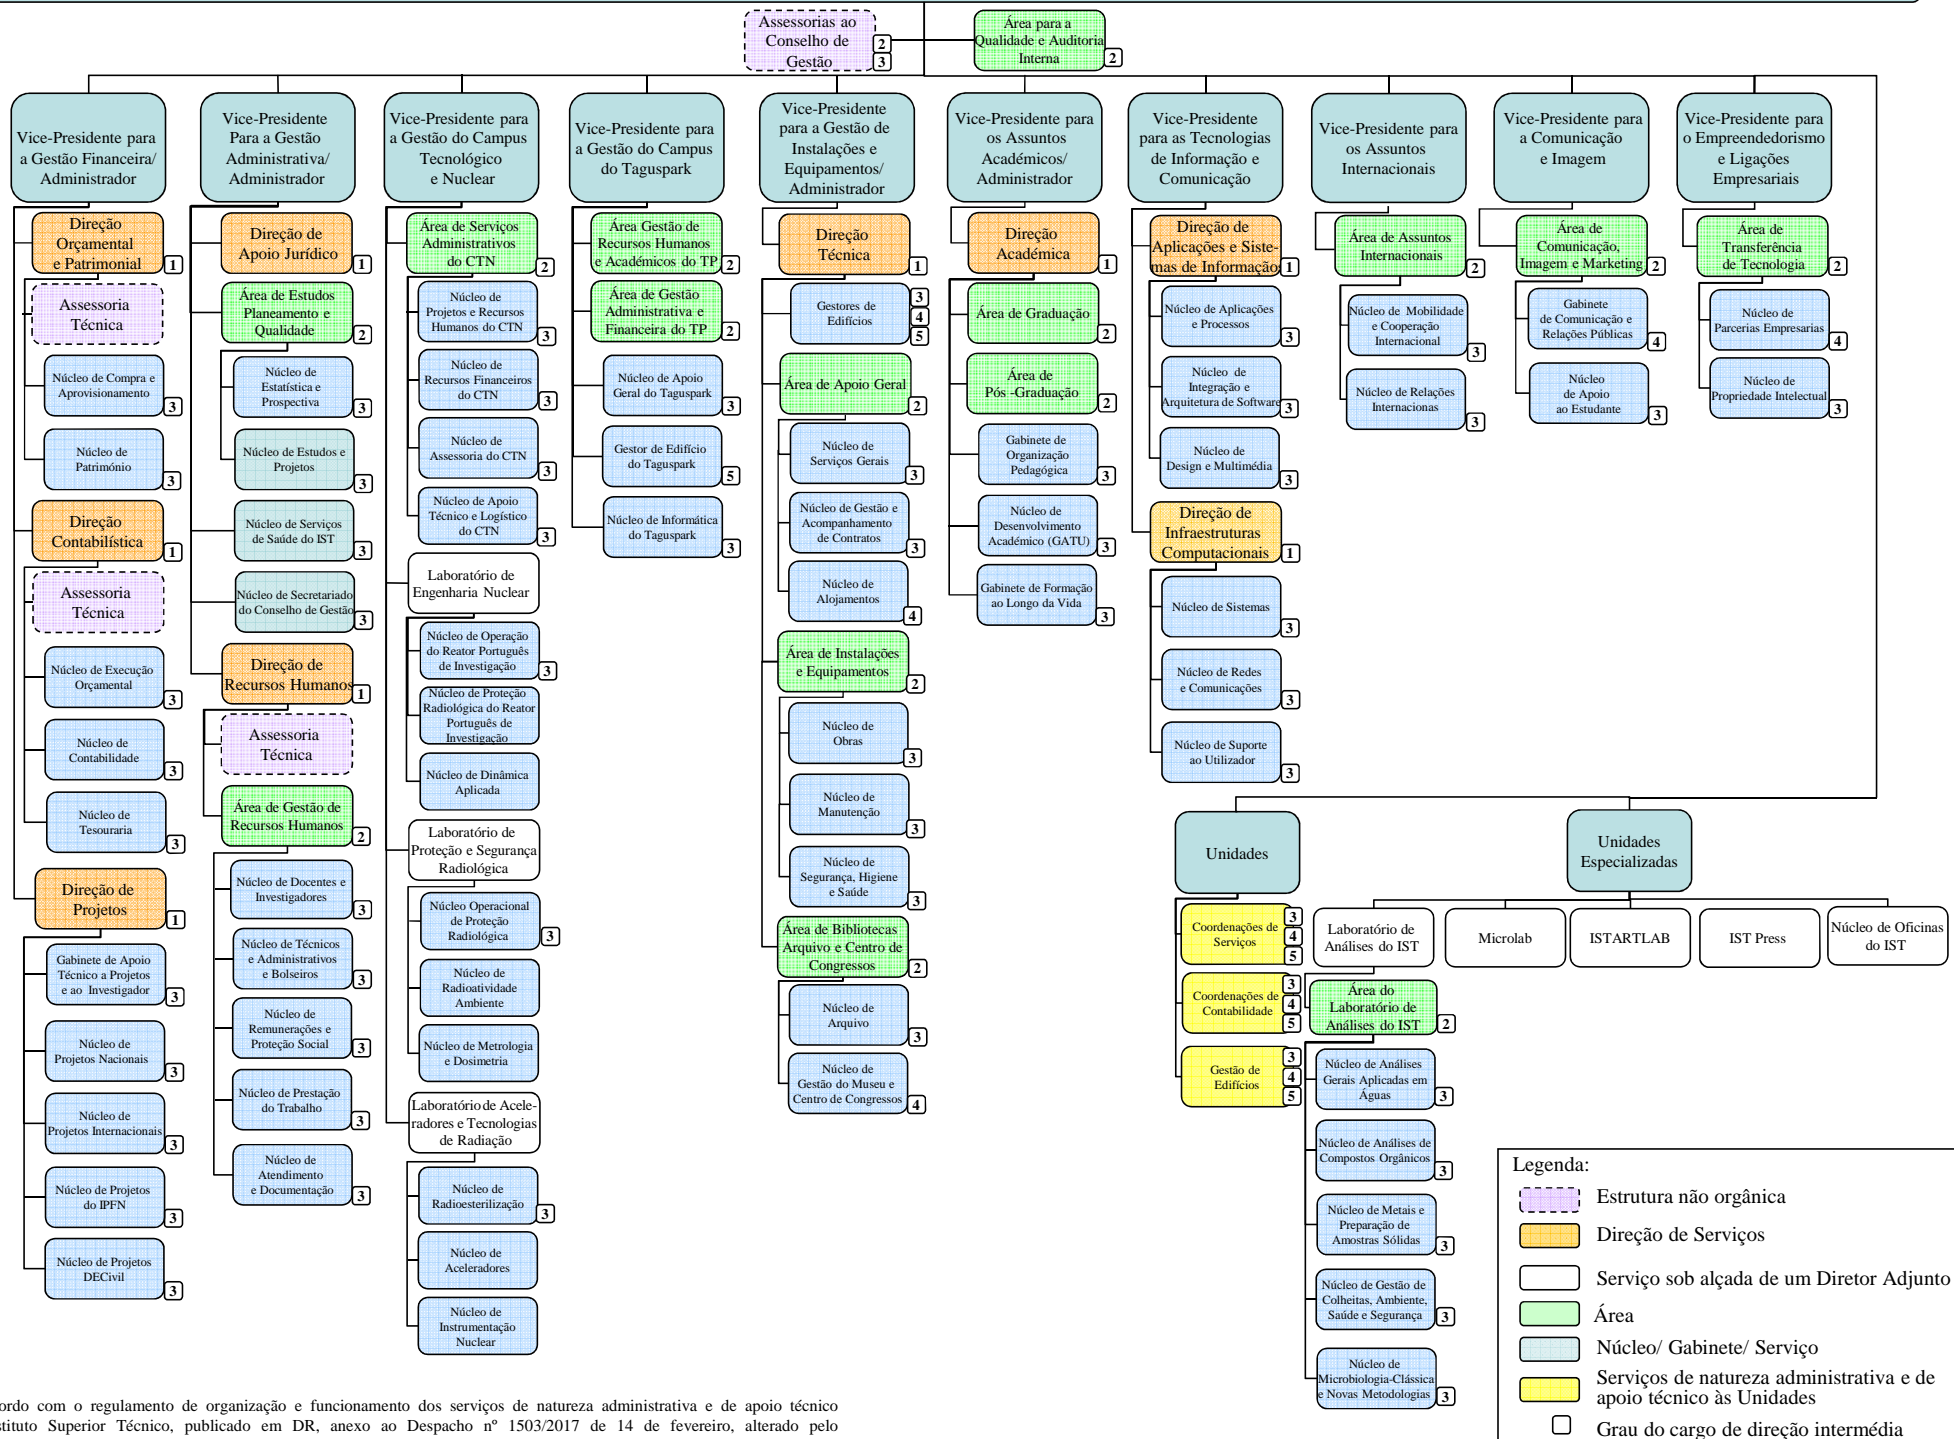 Assessorias ao
Conselho de
Gestão
2
3
Área para a
Qualidade e Auditoria
Interna
2
Vice-Presidente para
a Gestão Financeira/
Administrador
Direção
Orçamental
e Patrimonial
1
Assessoria
Técnica
Núcleo de Compra e
Aprovisionamento
3
Núcleo de
Património
3
Direção
Contabilística
1
Assessoria
Técnica
Núcleo de Execução
Orçamental
3
Núcleo de
Contabilidade
3
Núcleo de
Tesouraria
3
Direção de
Projetos
1
Gabinete de Apoio
Técnico a Projetos
e ao Investigador
3
Núcleo de
Projetos Nacionais
3
Núcleo de
Projetos Internacionais
3
Núcleo de Projetos
do IPFN
3
Núcleo de Projetos
DECivil
3
Vice-Presidente
Para a Gestão
Administrativa/
Administrador
Direção de
Apoio Jurídico
1
Área de Estudos
Planeamento e
Qualidade
2
Núcleo de
Estatística e
Prospectiva
3
Núcleo de Estudos e
Projetos
3
Núcleo de Serviços
de Saúde do IST
3
Núcleo de Secretariado
do Conselho de Gestão
3
Direção de
Recursos Humanos
1
Assessoria
Técnica
Área de Gestão de
Recursos Humanos
2
Núcleo de Docentes e
Investigadores
3
Núcleo de Técnicos
e Administrativos
e Bolseiros
3
Núcleo de
Remunerações e
Proteção Social
3
Núcleo de Prestação
do Trabalho
3
Núcleo de
Atendimento
e Documentação
3
Vice-Presidente para
a Gestão do Campus
Tecnológico
e Nuclear
Área de Serviços
Administrativos
do CTN
2
Núcleo de
Projetos e Recursos
Humanos do CTN
3
Núcleo de
Recursos Financeiros
do CTN
3
Núcleo de
Assessoria do CTN
3
Núcleo de Apoio
Técnico e Logístico
do CTN
3
Laboratório de
Engenharia Nuclear
Núcleo de Operação
do Reator Português
de Investigação
3
Núcleo de Proteção
Radiológica do Reator
Português de
Investigação
Núcleo de Dinâmica
Aplicada
Laboratório de
Proteção e Segurança
Radiológica
Núcleo Operacional
de Proteção
Radiológica
3
Núcleo de
Radioatividade
Ambiente
Núcleo de Metrologia
e Dosimetria
Laboratório de Acele-
radores e Tecnologias
de Radiação
Núcleo de
Radioesterilização
3
Núcleo de
Aceleradores
Núcleo de
Instrumentação
Nuclear
Vice-Presidente para
a Gestão do Campus
do Taguspark
Área Gestão de
Recursos Humanos
e Académicos do TP
2
Área de Gestão
Administrativa e
Financeira do TP
2
Núcleo de Apoio
Geral do Taguspark
3
Gestor de Edifício
do Taguspark
5
Núcleo de Informática
do Taguspark
3
Vice-Presidente
para a Gestão de
Instalações e
Equipamentos/
Administrador
Direção
Técnica
1
Gestores de
Edifícios
3
4
5
Área de Apoio Geral
2
Núcleo de
Serviços Gerais
3
Núcleo de Gestão e
Acompanhamento
de Contratos
3
Núcleo de
Alojamentos
4
Área de Instalações
e Equipamentos
2
Núcleo de
Obras
3
Núcleo de
Manutenção
3
Núcleo de
Segurança, Higiene
e Saúde
3
Área de Bibliotecas
Arquivo e Centro de
Congressos
2
Núcleo de
Arquivo
3
Núcleo de
Gestão do Museu e
Centro de Congressos
4
Vice-Presidente para
os Assuntos
Académicos/
Administrador
Direção
Académica
1
Área de Graduação
2
Área de
Pós -Graduação
2
Gabinete de
Organização
Pedagógica
3
Núcleo de
Desenvolvimento
Académico (GATU)
3
Gabinete de Formação
ao Longo da Vida
3
Vice-Presidente
para as Tecnologias
de Informação e
Comunicação
Direção de
Aplicações e Siste-
mas de Informação
1
Núcleo de Aplicações
e Processos
3
Núcleo de
Integração e
Arquitetura de Software
3
Núcleo de
Design e Multimédia
3
Direção de
Infraestruturas
Computacionais
1
Núcleo de Sistemas
3
Núcleo de Redes
e Comunicações
3
Núcleo de Suporte
ao Utilizador
3
Vice-Presidente para
os Assuntos
Internacionais
Área de Assuntos
Internacionais
2
Núcleo de Mobilidade
e Cooperação
Internacional
3
Núcleo de Relações
Internacionas
3
Vice-Presidente para
a Comunicação
e Imagem
Área de
Comunicação,
Imagem e Marketing
2
Gabinete
de Comunicação e
Relações Públicas
4
Núcleo
de Apoio
ao Estudante
3
Vice-Presidente para
o Empreendedorismo
e Ligações
Empresariais
Área de
Transferência
de Tecnologia
2
Núcleo de
Parcerias Empresarias
4
Núcleo de
Propriedade Intelectual
3
Unidades
Coordenações de
Serviços
3
4
5
Coordenações de
Contabilidade
3
4
5
Gestão de
Edifícios
3
4
5
Unidades
Especializadas
Laboratório de
Análises do IST
Microlab
ISTARTLAB
IST Press
Núcleo de Oficinas
do IST
Área do
Laboratório de
Análises do IST
2
Núcleo de Análises
Gerais Aplicadas em
Águas
3
Núcleo de Análises de
Compostos Orgânicos
3
Núcleo de Metais e
Preparação de
Amostras Sólidas
3
Núcleo de Gestão de
Colheitas, Ambiente,
Saúde e Segurança
3
Núcleo de
Microbiologia-Clássica
e Novas Metodologias
3
Legenda:
Estrutura não orgânica
Direção de Serviços
Serviço sob alçada de um Diretor Adjunto
Área
Núcleo/ Gabinete/ Serviço
Serviços de natureza administrativa e de
apoio técnico às Unidades
Grau do cargo de direção intermédia
ordo com o regulamento de organização e funcionamento dos serviços de natureza administrativa e de apoio técnico
stituto Superior Técnico, publicado em DR, anexo ao Despacho nº 1503/2017 de 14 de fevereiro, alterado pelo